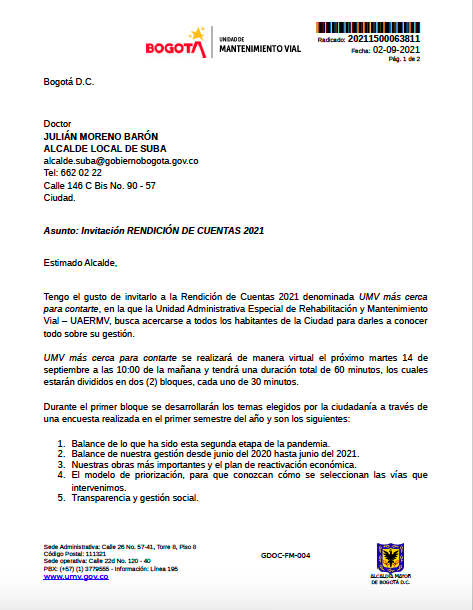 BOGOTÁ
UNIDAD DE
MANTENIMIENTO VIAL
Radicado: 20211500063811
Fecha: 02-09-2021
Pág. 1 de 2
Bogotá D.C.
Doctor
JULIÁN MORENO BARÓN
ALCALDE LOCAL DE SUBA
alcalde.suba@gobiernobogota.gov.co
Tel: 662 02 22
Calle 146 C Bis No. 90 - 57
Ciudad.
Asunto: Invitación RENDICIÓN DE CUENTAS 2021
Estimado Alcalde,
Tengo el gusto de invitarlo a la Rendición de Cuentas 2021 denominada UMV más cerca
para contarte, en la que la Unidad Administrativa Especial de Rehabilitación y Mantenimiento
Vial – UAERMV, busca acercarse a todos los habitantes de la Ciudad para darles a conocer
todo sobre su gestión.
UMV más cerca para contarte se realizará de manera virtual el próximo martes 14 de
septiembre a las 10:00 de la mañana y tendrá una duración total de 60 minutos, los cuales
estarán divididos en dos (2) bloques, cada uno de 30 minutos.
Durante el primer bloque se desarrollarán los temas elegidos por la ciudadanía a través de
una encuesta realizada en el primer semestre del año y son los siguientes:
1. Balance de lo que ha sido esta segunda etapa de la pandemia.
2. Balance de nuestra gestión desde junio del 2020 hasta junio del 2021.
3. Nuestras obras más importantes y el plan de reactivación económica.
4. El modelo de priorización, para que conozcan cómo se seleccionan las vías que
intervenimos.
5. Transparencia y gestión social.
Sede Administrativa: Calle 26 No. 57-41, Torre 8, Piso 8
Código Postal: 111321
Sede operativa: Calle 22d No. 120 - 40
PBX: (+57) (1) 3779555 - Información: Línea 195
www.umv.gov.co
GDOC-FM-004
ALCALDÍA MAYOR
DE BOGOTÁ D.C.